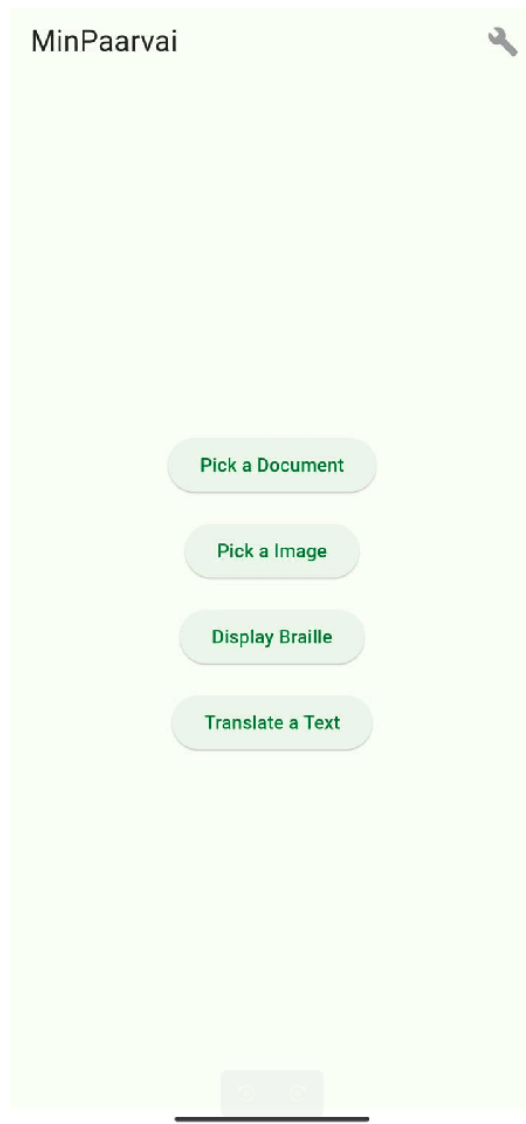 MinPaarvai
Pick a Document
Pick a Image
Display Braille
Translate a Text